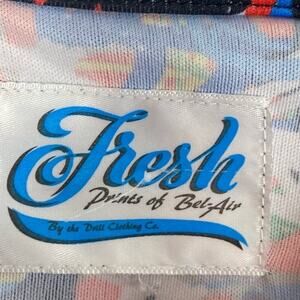 Fresh
Prints of Bel-Air
By the Drill Clothing Co.